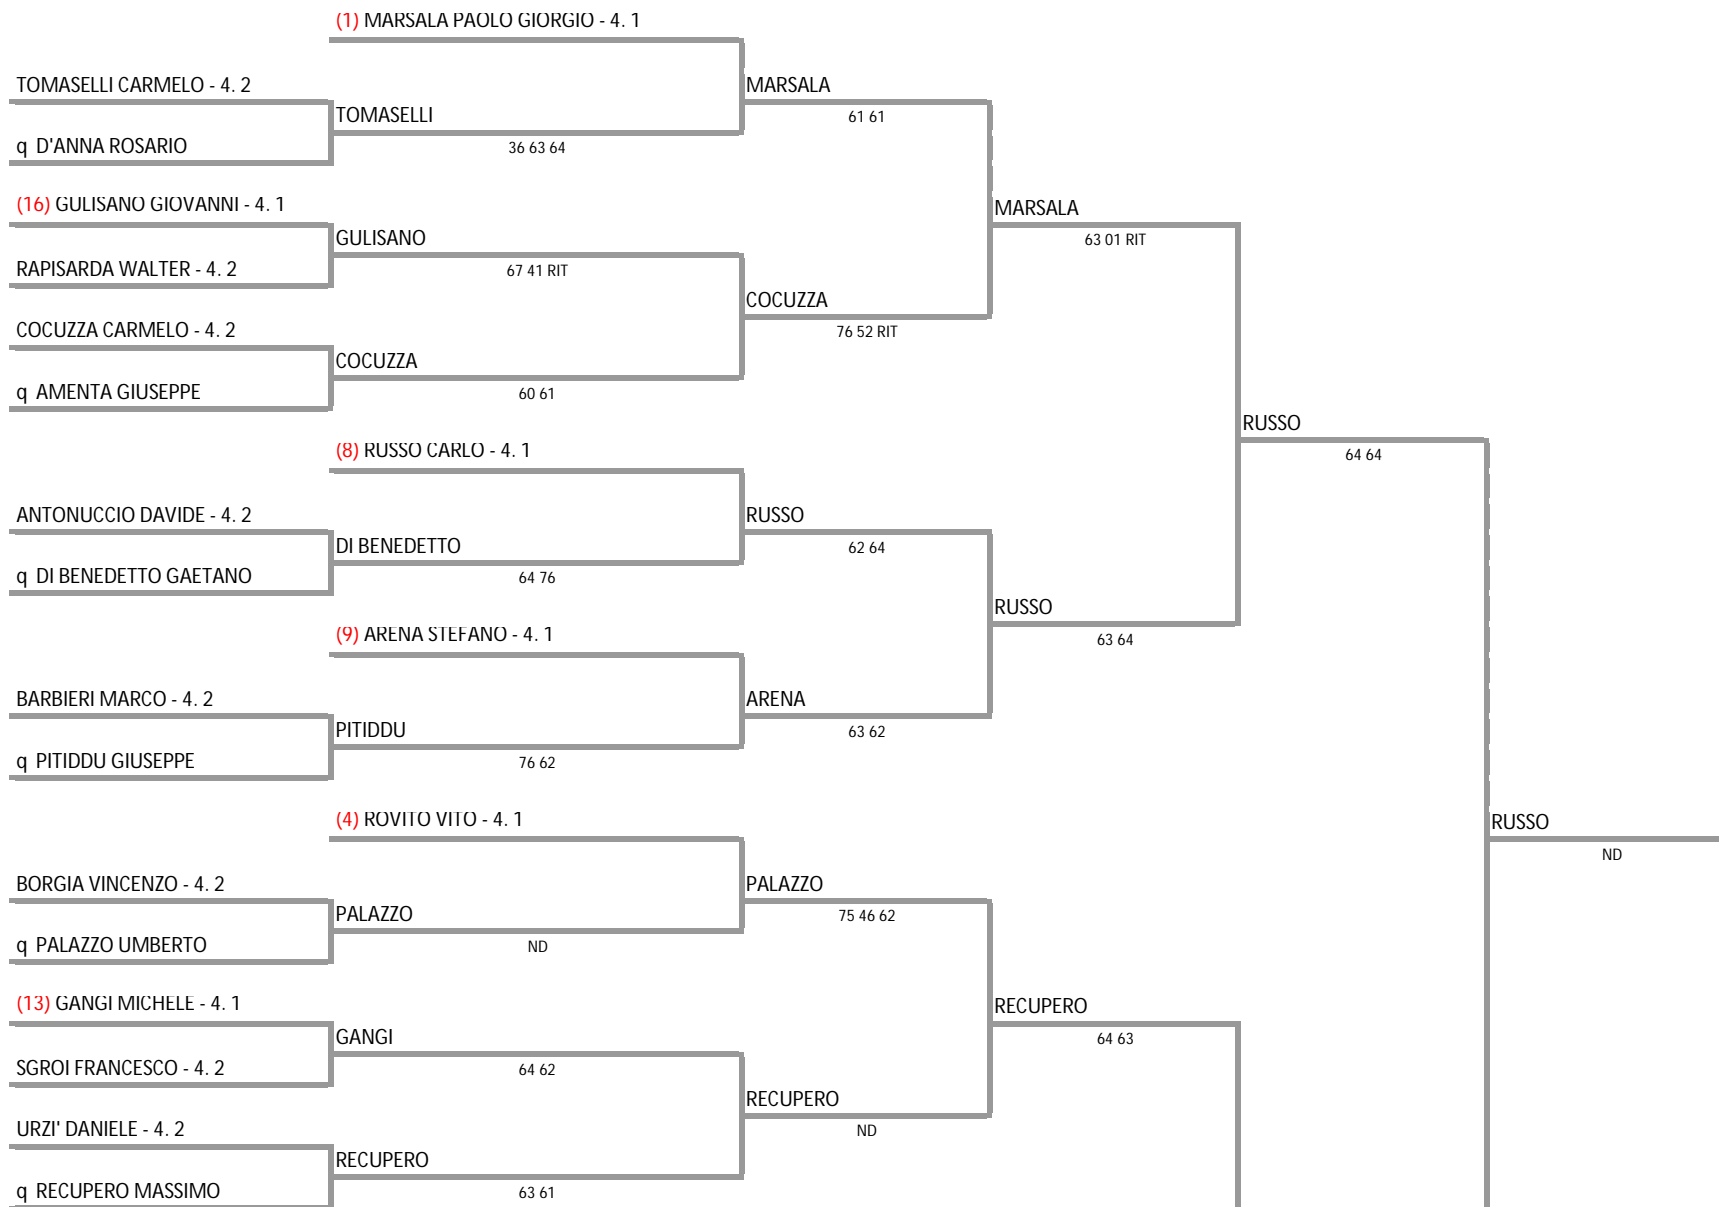 (1) MARSALA PAOLO GIORGIO - 4. 1
TOMASELLI CARMELO - 4. 2
MARSALA
TOMASELLI
61 61
q D'ANNA ROSARIO
36 63 64
(16) GULISANO GIOVANNI - 4. 1
MARSALA
GULISANO
63 01 RIT
RAPISARDA WALTER - 4. 2
67 41 RIT
COCUZZA
COCUZZA CARMELO - 4. 2
76 52 RIT
COCUZZA
q AMENTA GIUSEPPE
60 61
RUSSO
(8) RUSSO CARLO - 4. 1
64 64
ANTONUCCIO DAVIDE - 4. 2
RUSSO
DI BENEDETTO
62 64
q DI BENEDETTO GAETANO
64 76
RUSSO
(9) ARENA STEFANO - 4. 1
63 64
BARBIERI MARCO - 4. 2
ARENA
PITIDDU
63 62
q PITIDDU GIUSEPPE
76 62
(4) ROVITO VITO - 4. 1
RUSSO
ND
BORGIA VINCENZO - 4. 2
PALAZZO
PALAZZO
75 46 62
q PALAZZO UMBERTO
ND
(13) GANGI MICHELE - 4. 1
RECUPERO
GANGI
64 63
SGROI FRANCESCO - 4. 2
64 62
RECUPERO
URZI' DANIELE - 4. 2
ND
RECUPERO
q RECUPERO MASSIMO
63 61